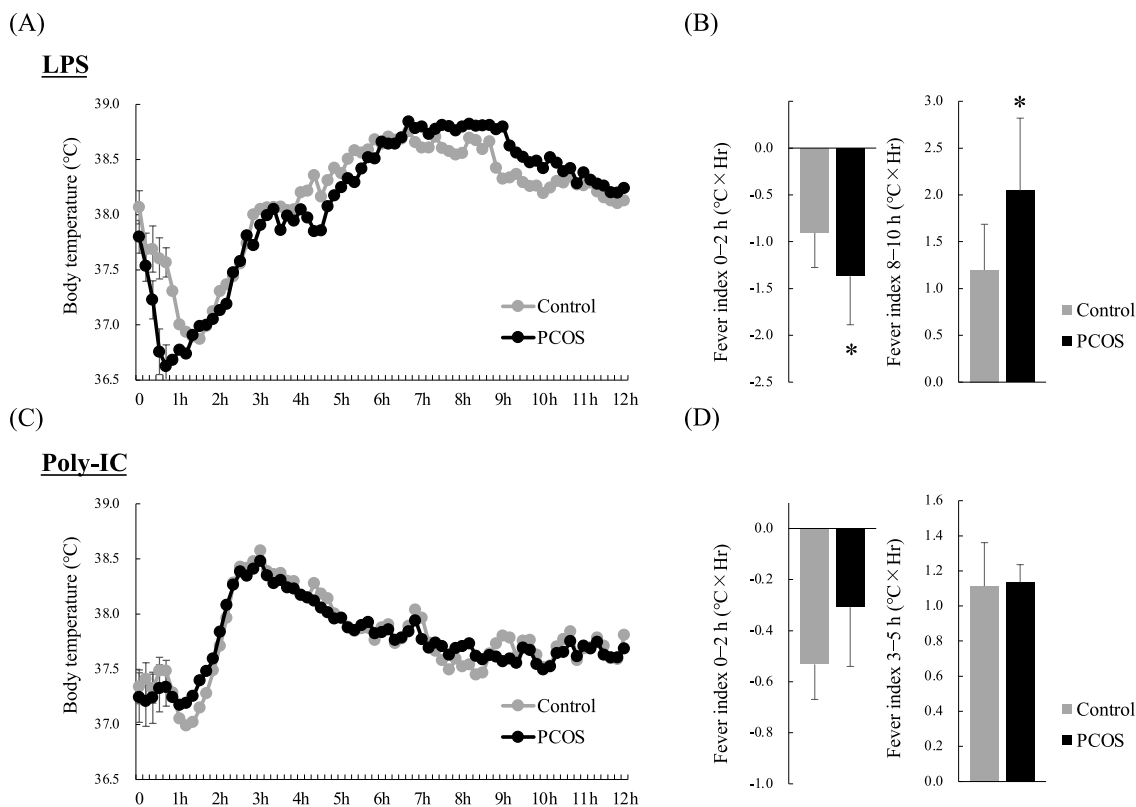 (A)
LPS
39.0
38.5
38.0
37.5
37.0
36.5
Body temperature (℃)
Control
PCOS
0 1h 2h 3h 4h 5h 6h 7h 8h 9h 10h 11h 12h
(B)
0.0
-0.5
-1.0
-1.5
-2.0
-2.5
Fever index 0−2 h (℃×Hr)
*
3.0
2.5
2.0
1.5
1.0
0.5
0.0
Fever index 8−10 h (℃×Hr)
*
Control
PCOS
(C)
Poly-IC
39.0
38.5
38.0
37.5
37.0
36.5
Body temperature (℃)
Control
PCOS
0 1h 2h 3h 4h 5h 6h 7h 8h 9h 10h 11h 12h
(D)
0.0
-0.2
-0.4
-0.6
-0.8
-1.0
Fever index 0−2 h (℃×Hr)
1.6
1.4
1.2
1.0
0.8
0.6
0.4
0.2
0.0
Fever index 3−5 h (℃×Hr)
Control
PCOS